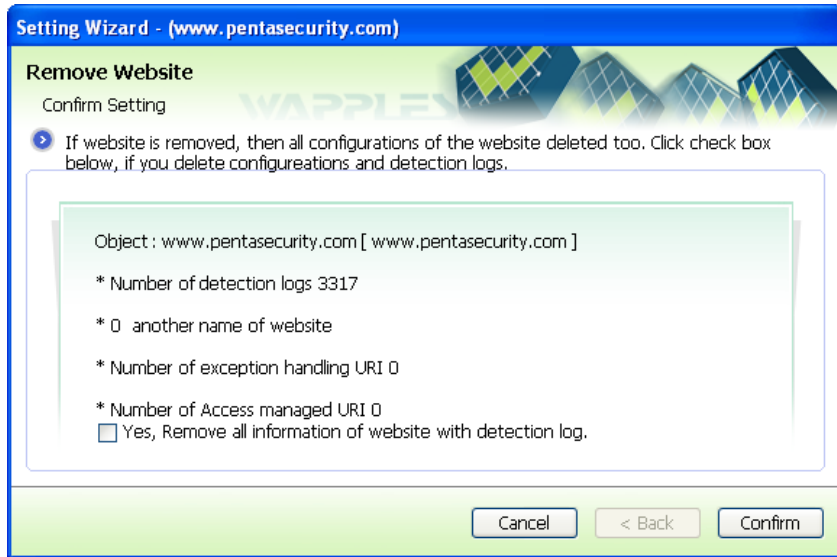 Setting Wizard - (www.pentasecurity.com)
Remove Website
Confirm Setting
WAPPLES
If website is removed, then all configurations of the website deleted too. Click check box
below, if you delete configureations and detection logs.
Object : www.pentasecurity.com [ www.pentasecurity.com ]
* Number of detection logs 3317
* 0 another name of website
* Number of exception handling URI 0
* Number of Access managed URI 0
Yes, Remove all information of website with detection log.
Cancel
< Back
Confirm